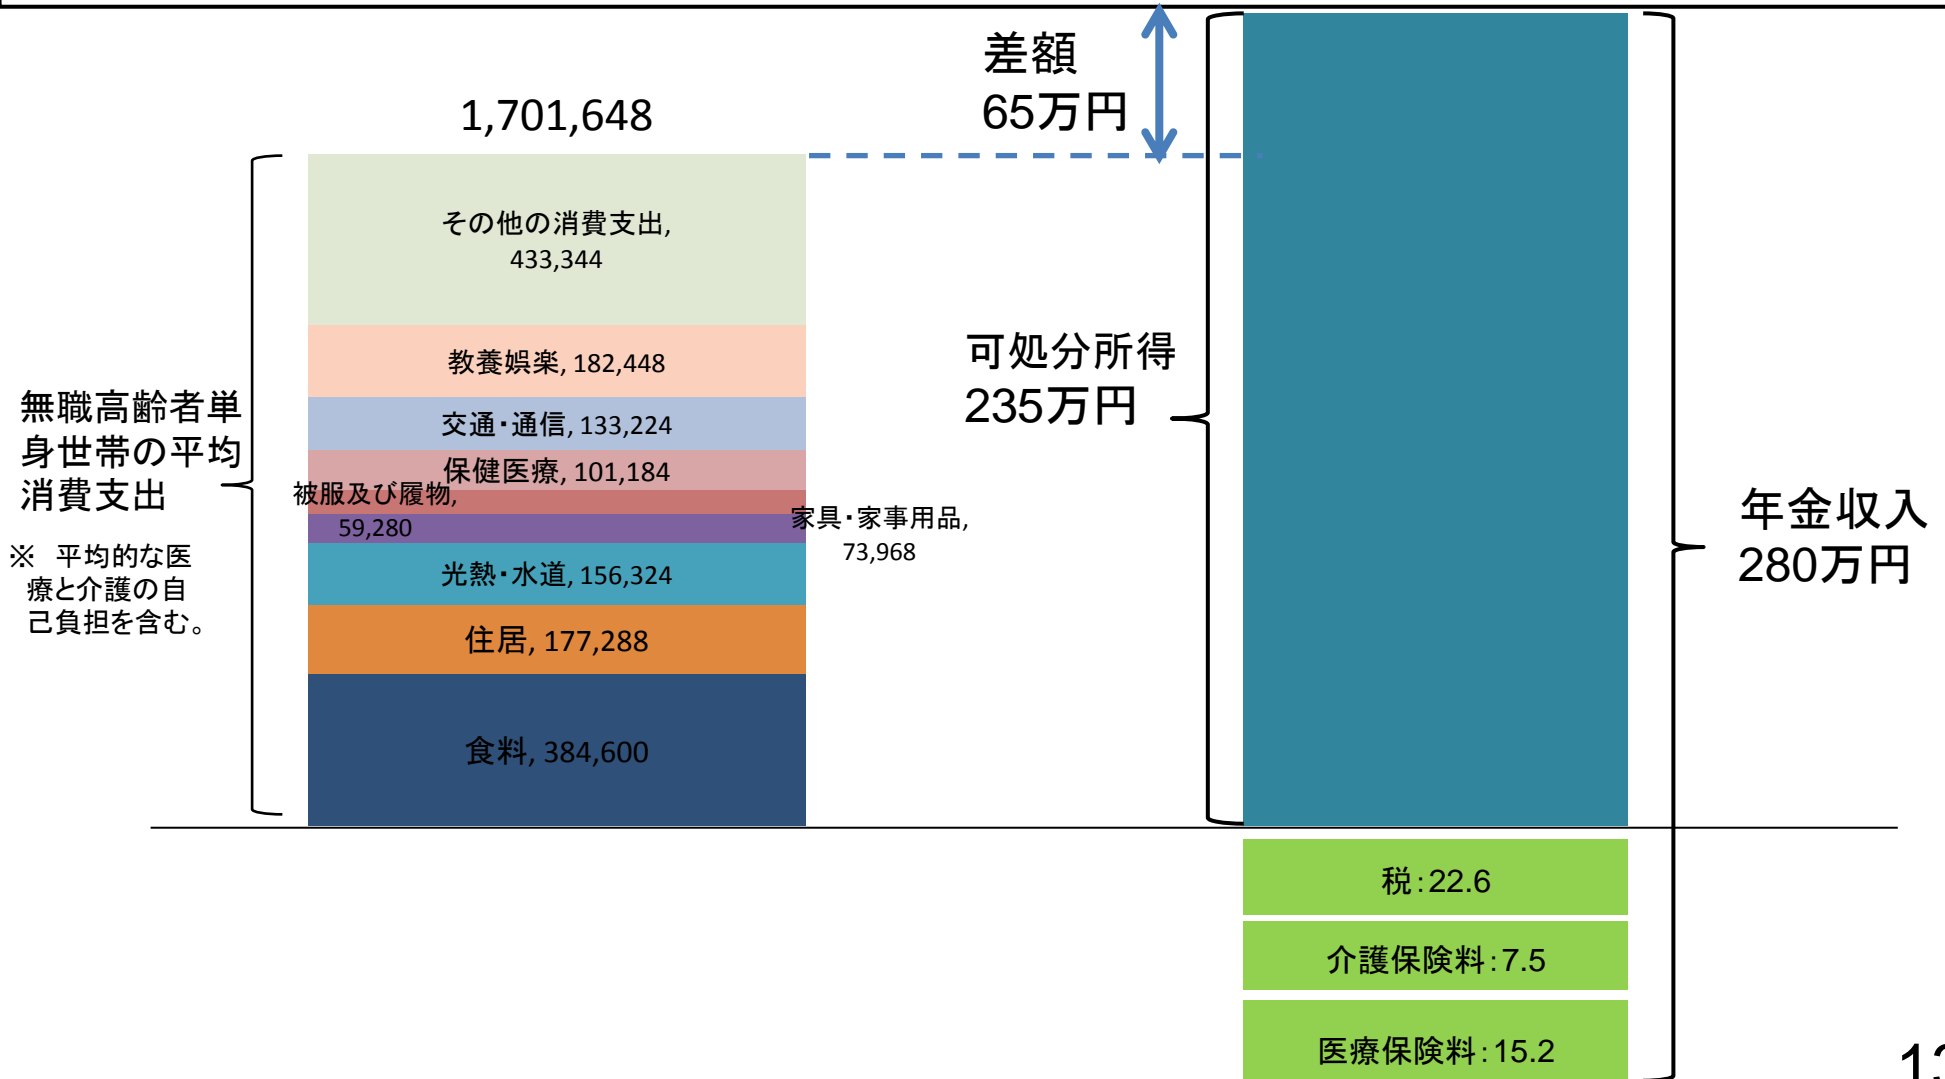 差額
65万円
1,701,648
その他の消費支出,
433,344
教養娯楽, 182,448
交通・通信, 133,224
保健医療, 101,184
被服及び履物,
59,280
家具・家事用品,
73,968
光熱・水道, 156,324
住居, 177,288
食料, 384,600
無職高齢者単
身世帯の平均
消費支出
※ 平均的な医
療と介護の自
己負担を含む。
可処分所得
235万円
年金収入
280万円
税:22.6
介護保険料:7.5
医療保険料:15.2